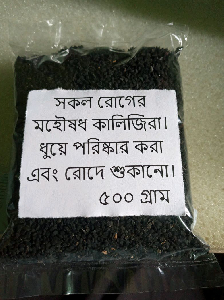 সকল রোগের
মহৌষধ কালিজিরা।
ধুয়ে পরিষ্কার করা
এবং রোদে শুকানো।
৫০০ গ্রাম